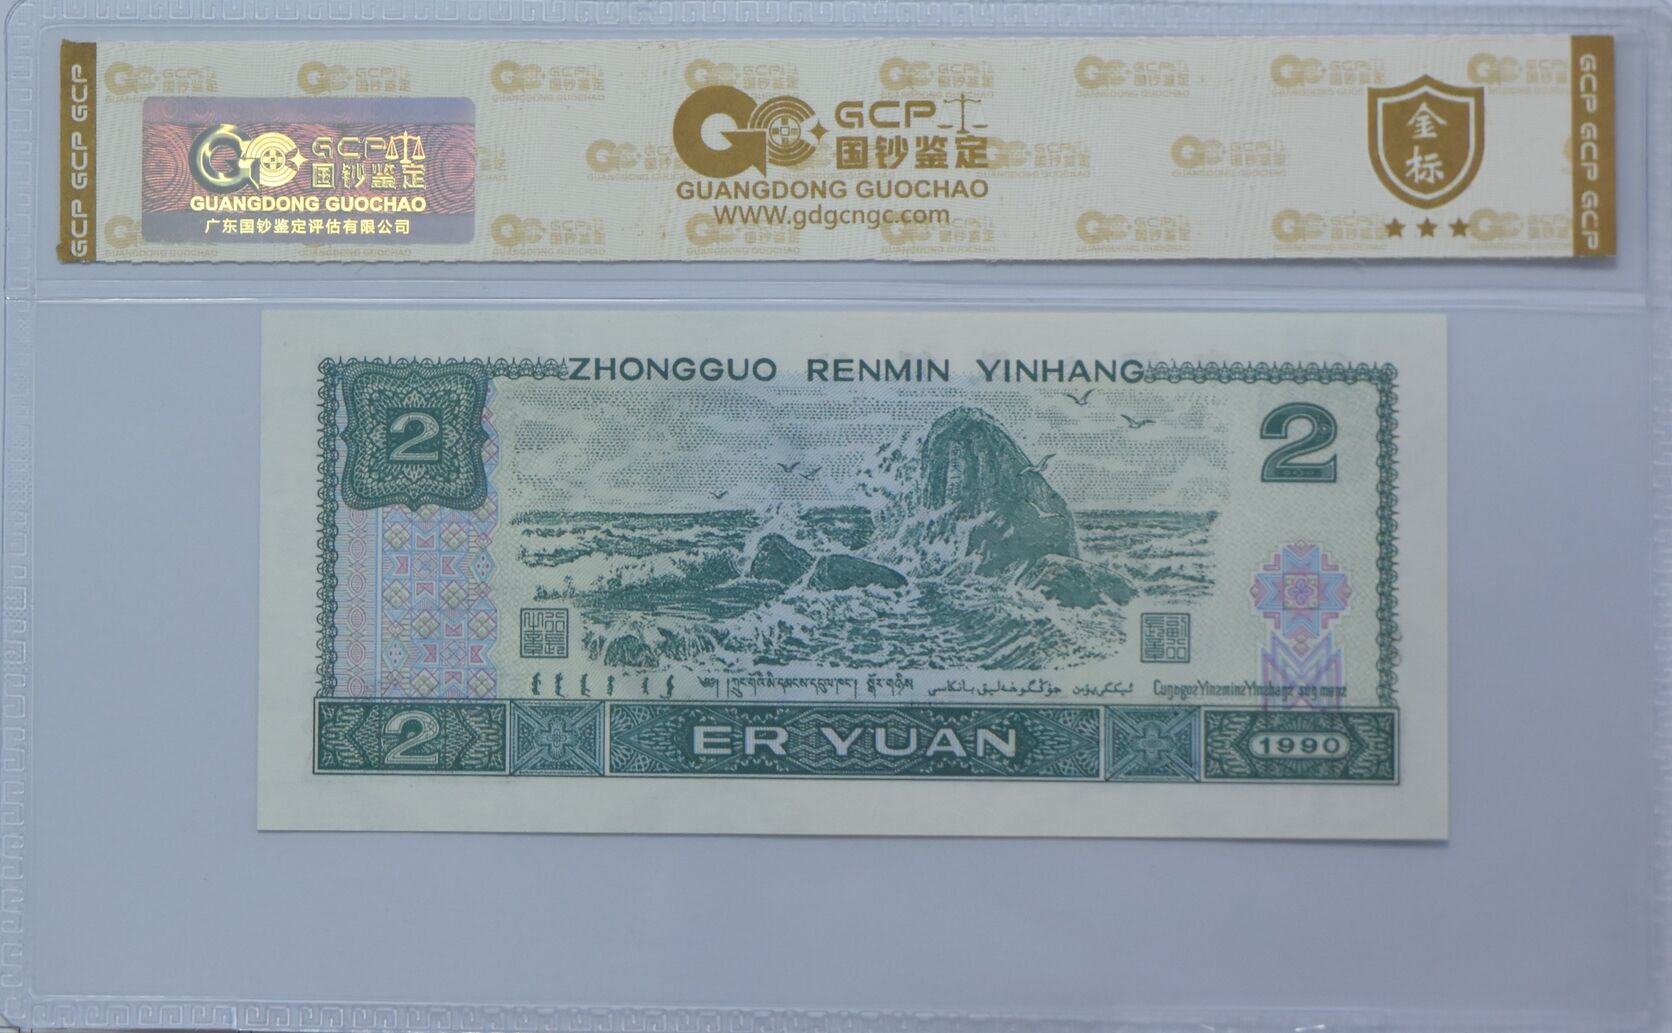 GCP GCP GCP
GCP
国钞鉴定
GUANGDONG GUOCHAO
广东国钞鉴定评估有限公司
GCP
国钞鉴定
GUANGDONG GUOCHAO
www.gdgcngc.com
金
标
GCP GCP GCP
ZHONGGUO RENMIN YINHANG
2
2
2
ER YUAN
1990